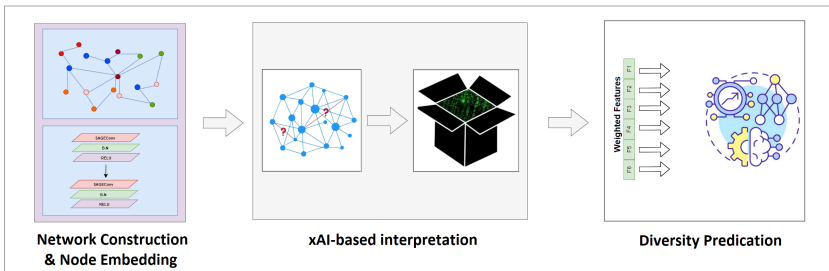 SAGEConv
B.N
RELU
SAGEConv
B.N
RELU
Network Construction
& Node Embedding
?
?
xAI-based interpretation
Weighted Features
F1
F2
F3
F4
F5
F6
Diversity Predication